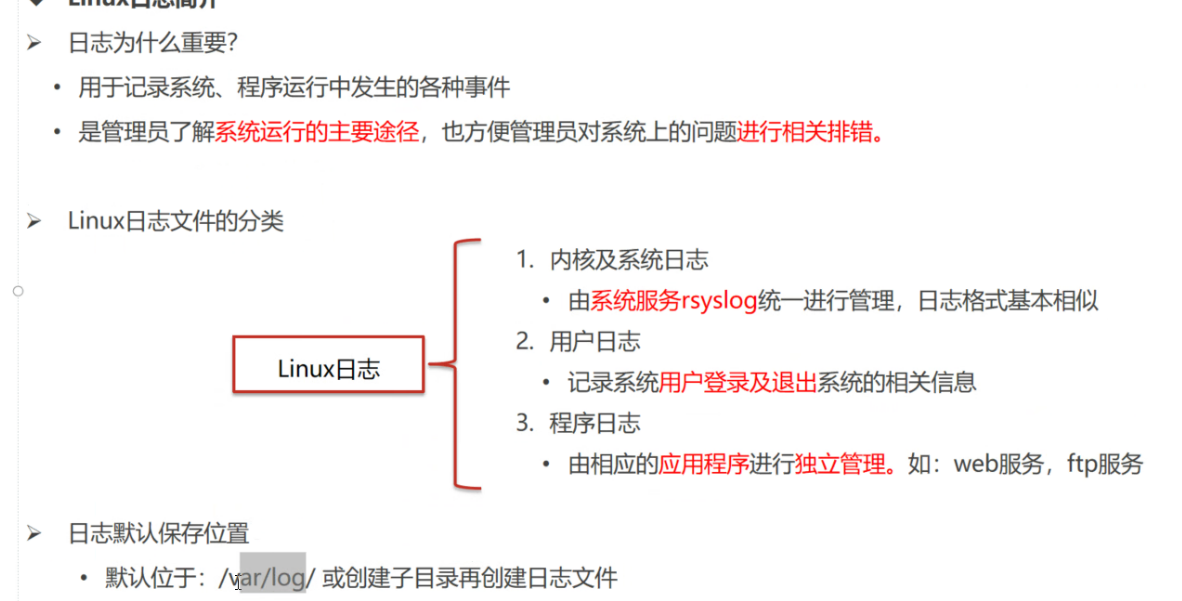 Linux日志简介
日志为什么重要?
用于记录系统、程序运行中发生的各种事件
是管理员了解系统运行的主要途径，也方便管理员对系统上的问题进行相关排错。
Linux日志文件的分类
1. 内核及系统日志
由系统服务rsyslog统一进行管理，日志格式基本相似
2. 用户日志
Linux日志
记录系统用户登录及退出系统的相关信息
3. 程序日志
由相应的应用程序进行独立管理。如：web服务，ftp服务
日志默认保存位置
默认位于：/var/log/ 或创建子目录再创建日志文件